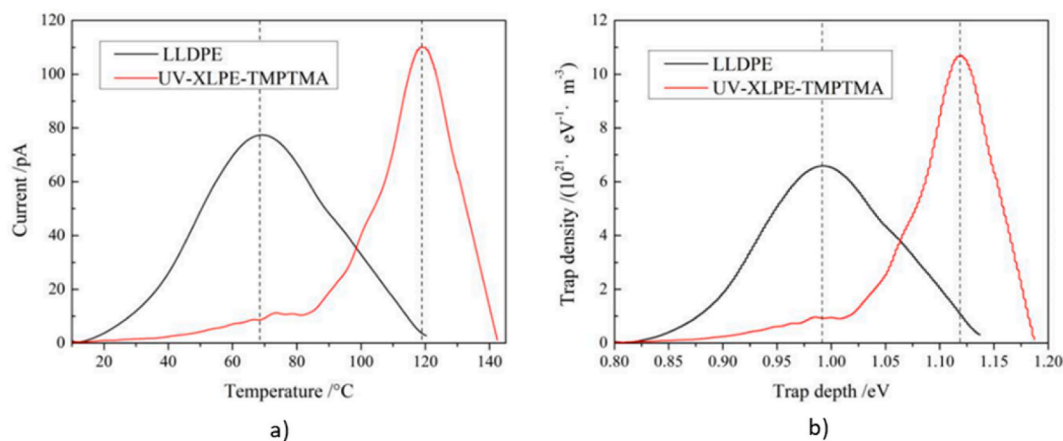 120
100
80
60
40
20
0
Current /pA
LLDPE
UV-XLPE-TMPTMA
20 40 60 80 100 120 140
Temperature /°C
a)
12
10
8
6
4
2
0
Trap density /(10²¹· eV⁻¹· m⁻³)
LLDPE
UV-XLPE-TMPTMA
0.80 0.85 0.90 0.95 1.00 1.05 1.10 1.15 1.20
Trap depth /eV
b)